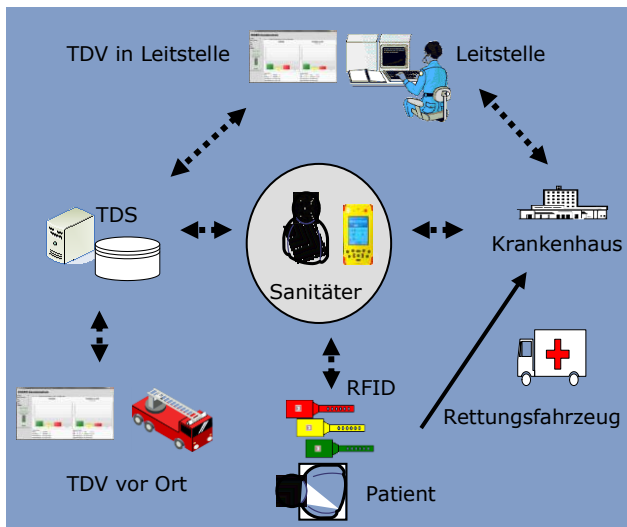 TDV in Leitstelle
Leitstelle
TDS
Sanitäter
Krankenhaus
RFID
Rettungsfahrzeug
TDV vor Ort
Patient